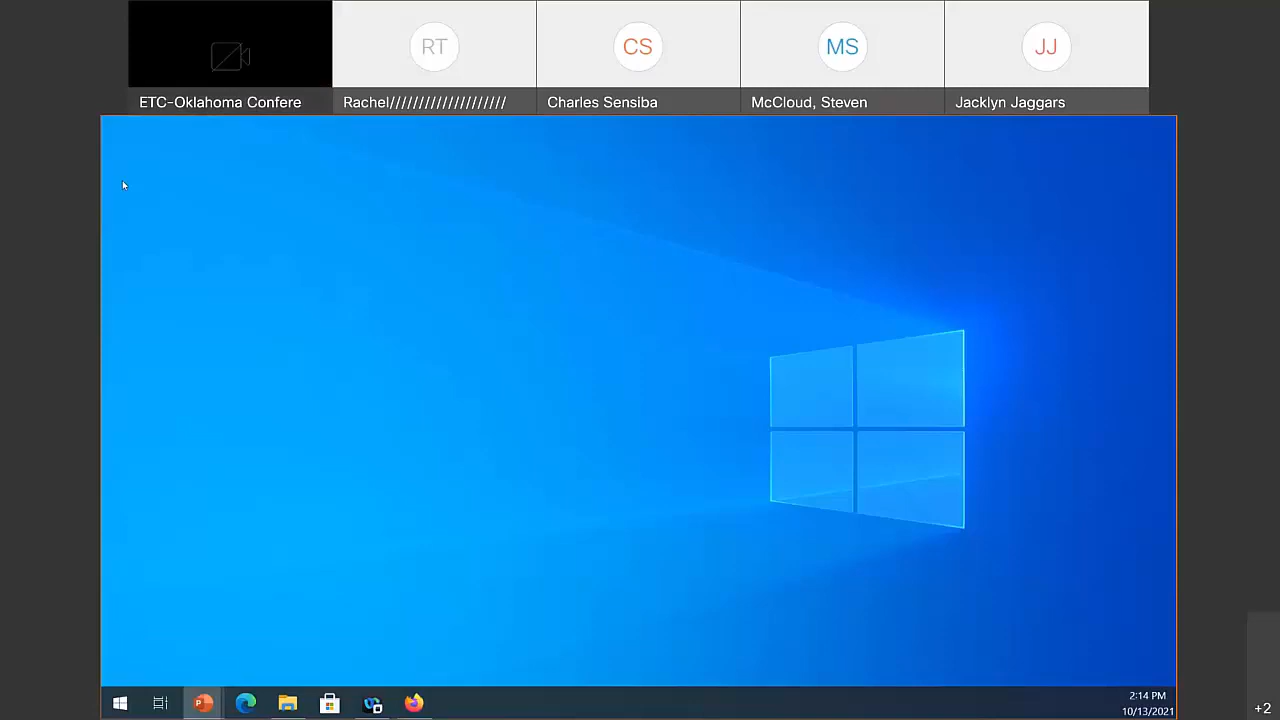 RT
CS
MS
JJ
ETC-Oklahoma Confere
Rachel////////////////////
Charles Sensiba
McCloud, Steven
Jacklyn Jaggars
2:14 PM
10/13/2021
+2